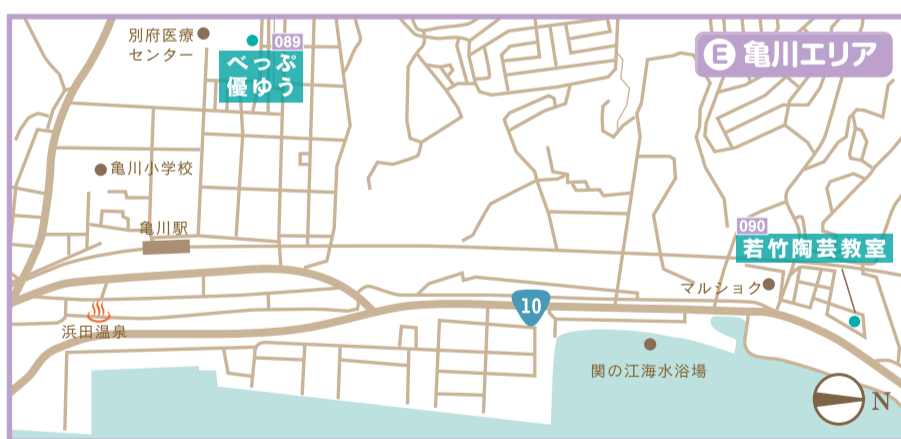 別府医療
センター
089
べっぷ
優ゆう
E 亀川エリア
亀川小学校
亀川駅
090
若竹陶芸教室
マルショク
10
浜田温泉
関の江海水浴場
N